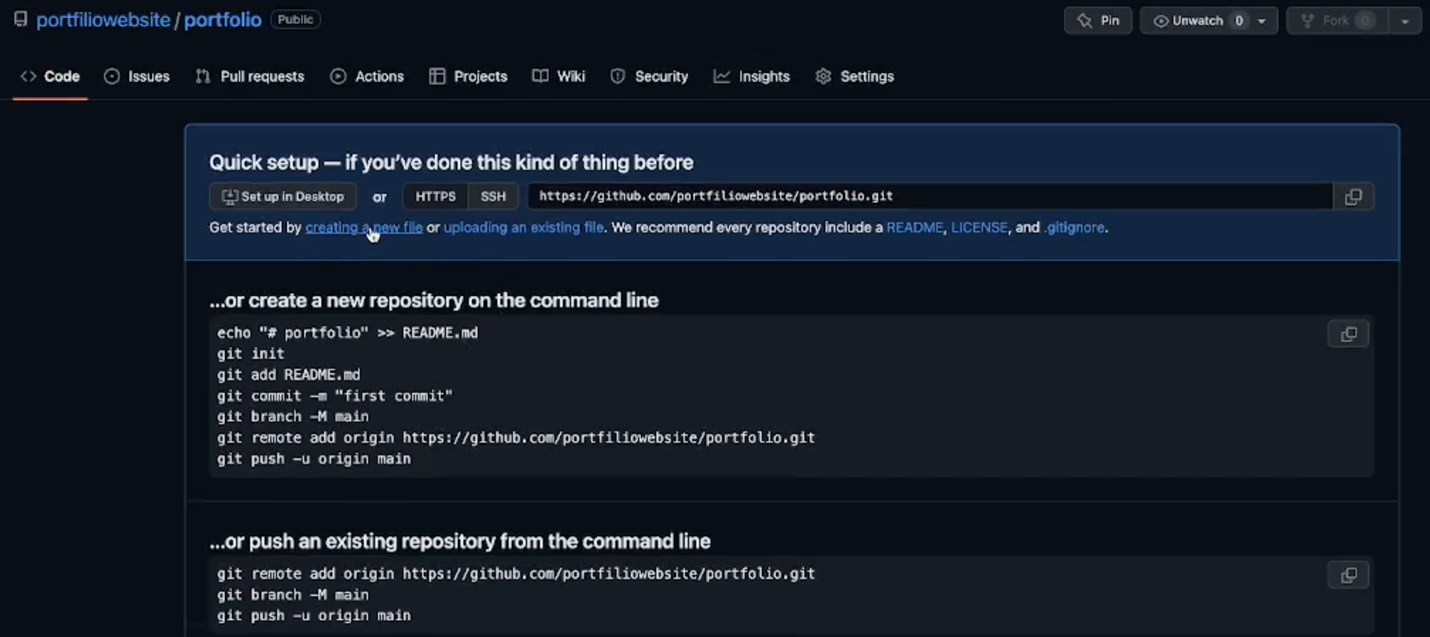 portfiliowebsite / portfolio Public
Pin Unwatch 0 Fork 0
Code Issues Pull requests Actions Projects Wiki Security Insights Settings
Quick setup — if you've done this kind of thing before
Set up in Desktop or HTTPS SSH https://github.com/portfiliowebsite/portfolio.git
Get started by creating a new file or uploading an existing file. We recommend every repository include a README, LICENSE, and .gitignore.
...or create a new repository on the command line
echo "# portfolio" >> README.md
git init
git add README.md
git commit -m "first commit"
git branch -M main
git remote add origin https://github.com/portfiliowebsite/portfolio.git
git push -u origin main
...or push an existing repository from the command line
git remote add origin https://github.com/portfiliowebsite/portfolio.git
git branch -M main
git push -u origin main